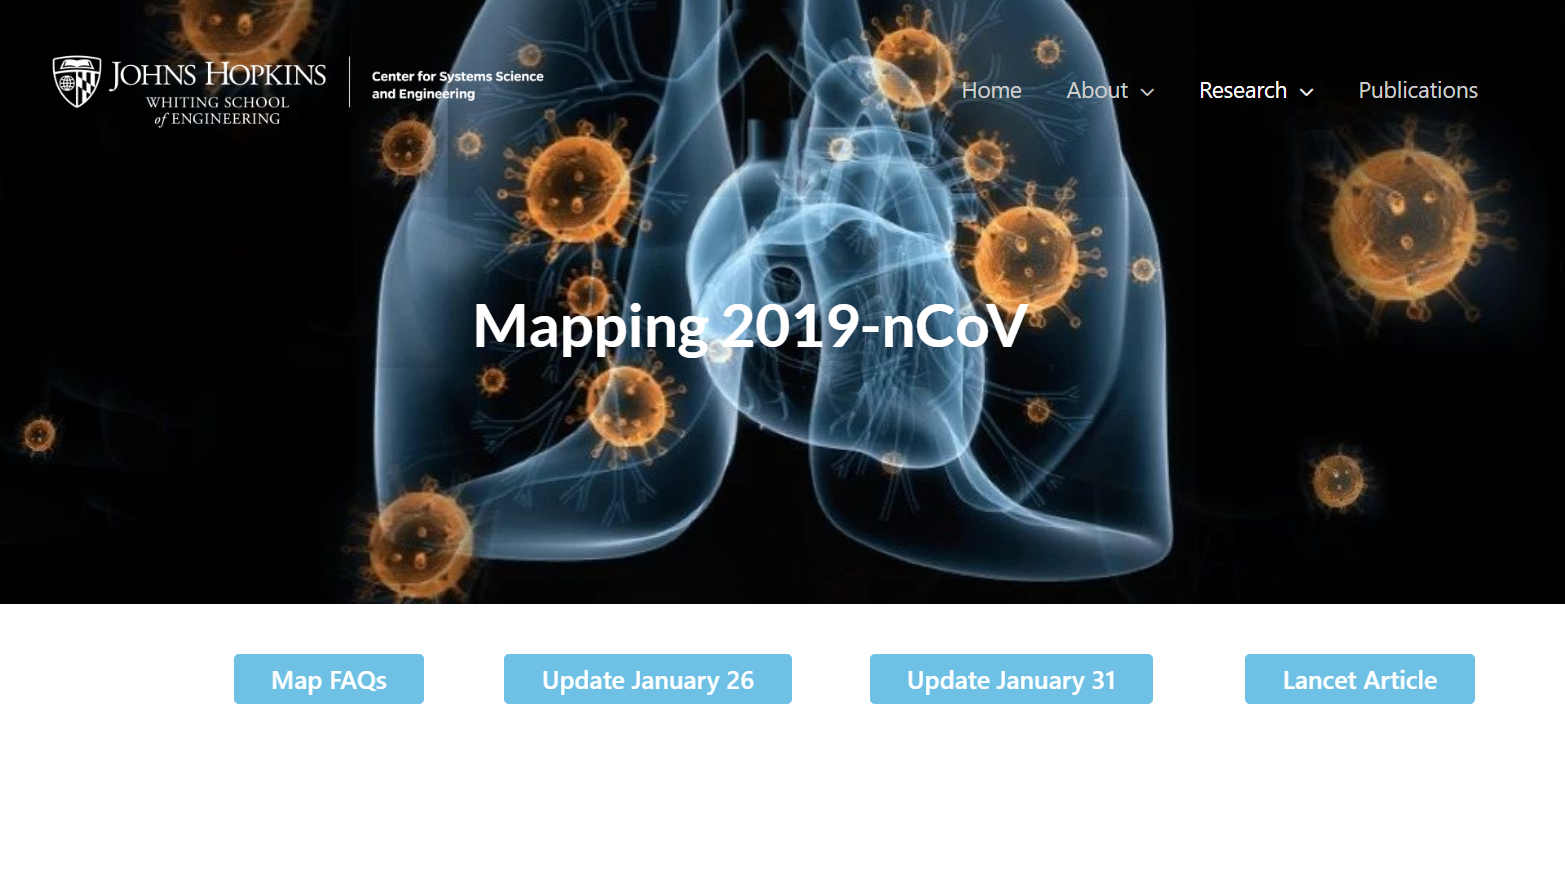 JOHNS HOPKINS
WHITING SCHOOL
of ENGINEERING
Center for Systems Science
and Engineering
Home
About
Research
Publications
Mapping 2019-nCoV
Map FAQs
Update January 26
Update January 31
Lancet Article